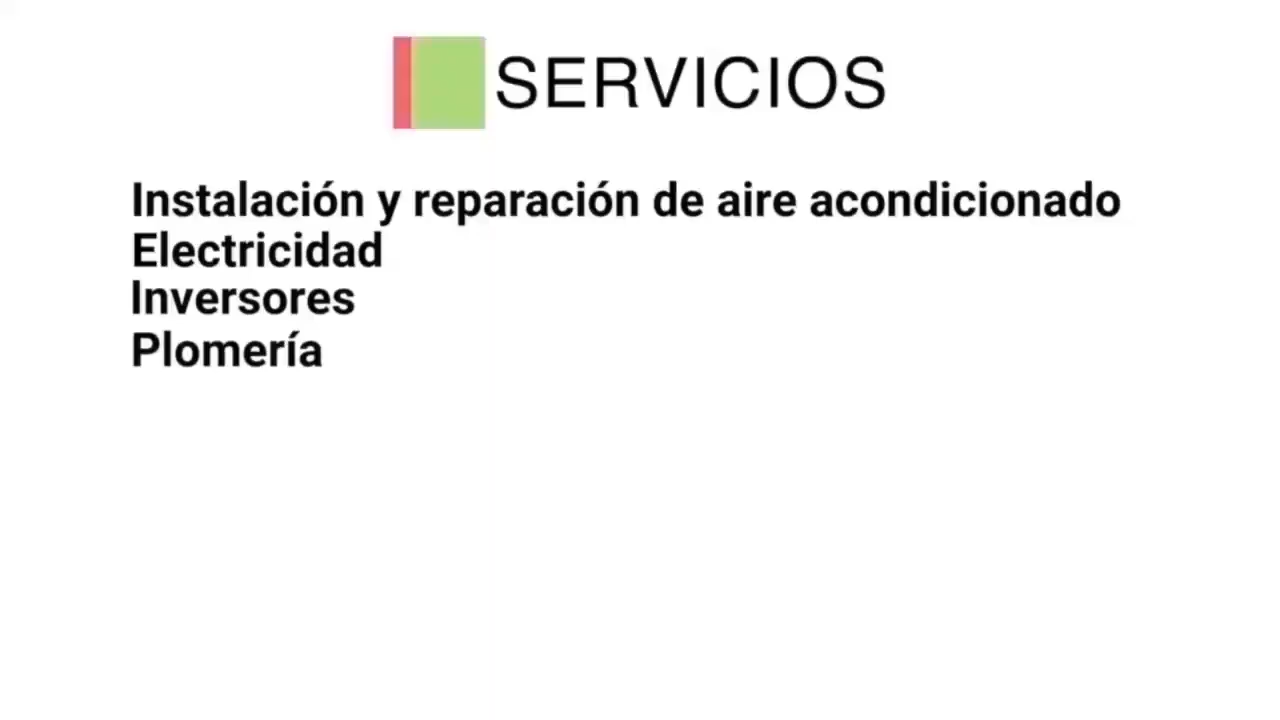 SERVICIOS
Instalación y reparación de aire acondicionado
Electricidad
Inversores
Plomería